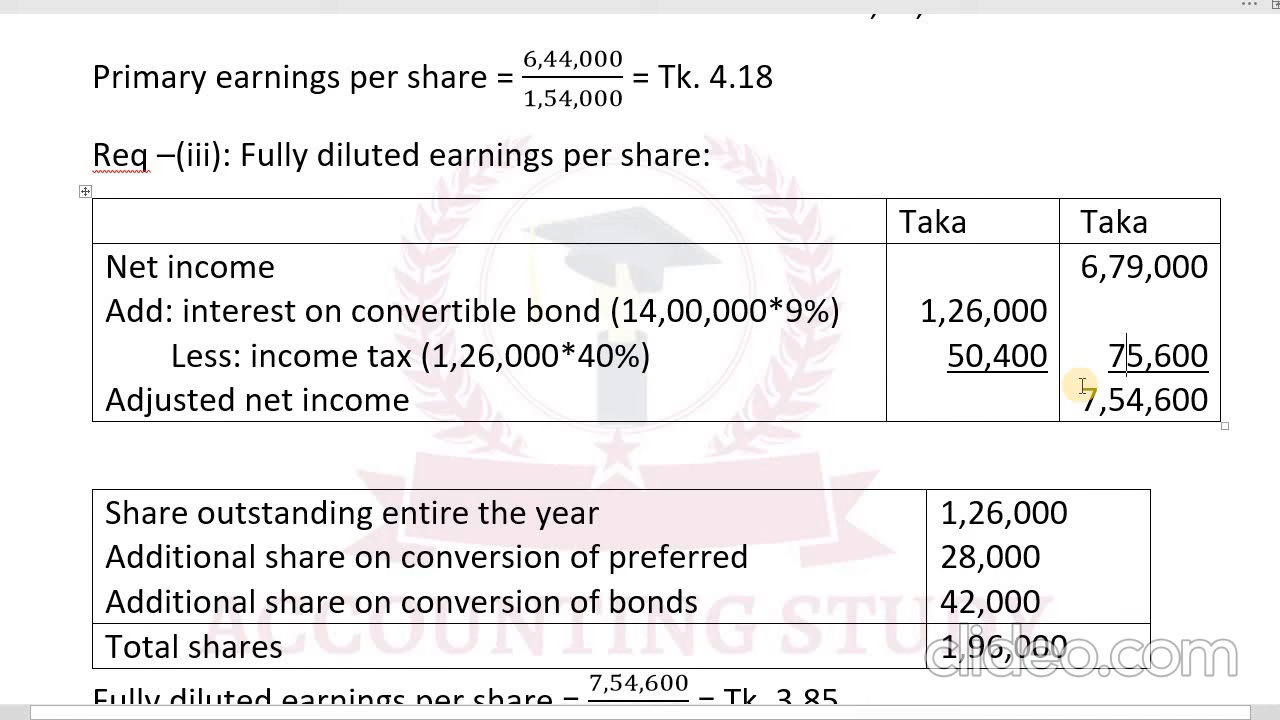 Primary earnings per share = 6,44,000 / 1,54,000 = Tk. 4.18
Req –(iii): Fully diluted earnings per share:
Taka Taka
Net income 6,79,000
Add: interest on convertible bond (14,00,000*9%) 1,26,000
Less: income tax (1,26,000*40%) 50,400 75,600
Adjusted net income 7,54,600
Share outstanding entire the year 1,26,000
Additional share on conversion of preferred 28,000
Additional share on conversion of bonds 42,000
ACCOUNTING STUDY
Total shares 1,96,000
clideo.com
Fully diluted earnings per share = 7,54,600 = Tk. 3.85